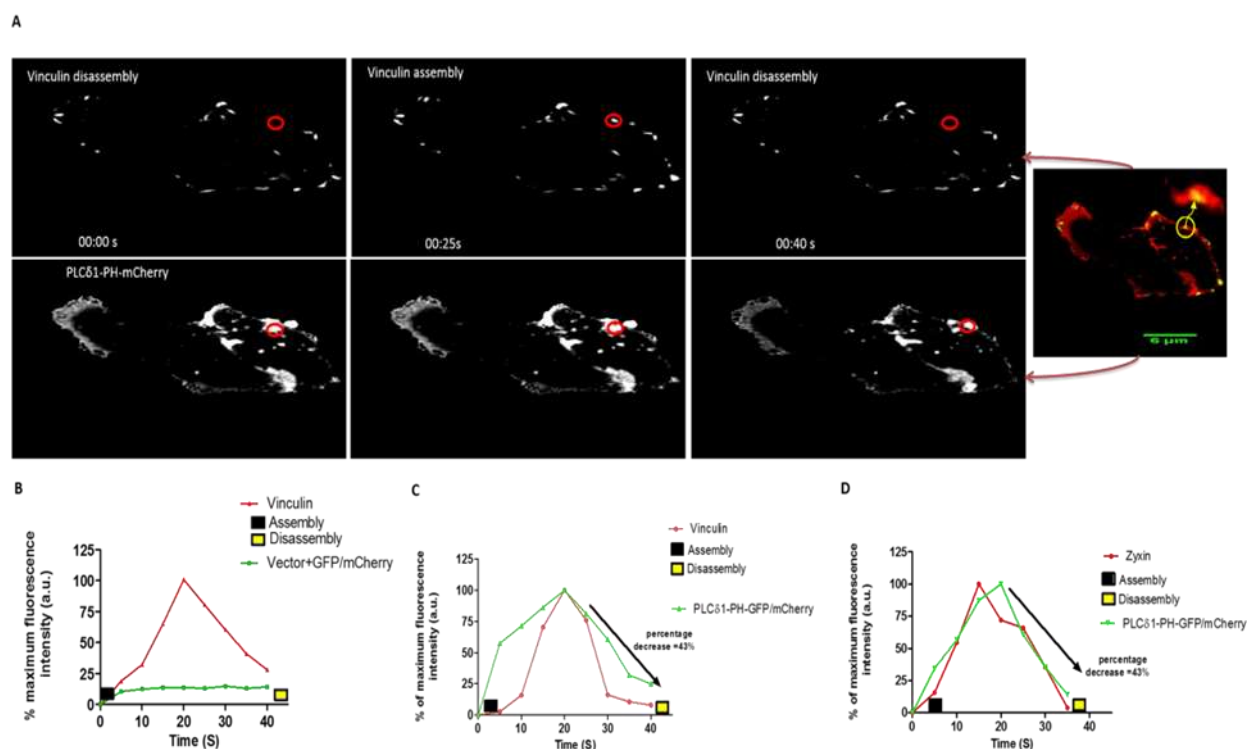 A
Vinculin disassembly
Vinculin assembly
Vinculin disassembly
00:00 s
00:25s
00:40 s
PLCδ1-PH-mCherry
6 µm
B
Vinculin
Assembly
Disassembly
Vector+GFP/mCherry
% maximum fluorescence
intensity (a.u.)
125
100
75
50
25
0
0 10 20 30 40
Time (S)
C
Vinculin
Assembly
Disassembly
PLCδ1-PH-GFP/mCherry
percentage
decrease =43%
% of maximum fluorescence
intensity (a.u.)
125
100
75
50
25
0
0 10 20 30 40
Time (S)
D
Zyxin
Assembly
Disassembly
PLCδ1-PH-GFP/mCherry
percentage
decrease =43%
% of maximum fluorescence
intensity (a.u.)
125
100
75
50
25
0
0 10 20 30 40
Time (S)